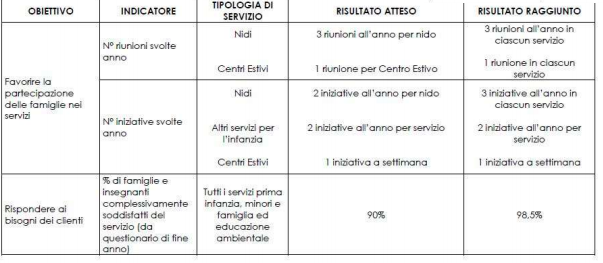 OBIETTIVO
INDICATORE
TIPOLOGIA DI
SERVIZIO
RISULTATO ATTESO
RISULTATO RAGGIUNTO
Favorire la
partecipazione
delle famiglie nei
servizi
N° riunioni svolte
anno
Nidi
3 riunioni all'anno per nido
3 riunioni all'anno in
ciascun servizio
Centri Estivi
1 riunione per Centro Estivo
1 riunione in ciascun
servizio
N° iniziative svolte
anno
Nidi
2 iniziative all'anno per nido
3 iniziative all'anno in
ciascun servizio
Altri servizi per
l'infanzia
2 iniziative all'anno per servizio
2 iniziative all'anno per
servizio
Centri Estivi
1 iniziativa a settimana
1 iniziativa a settimana
Rispondere ai
bisogni dei clienti
% di famiglie e
insegnanti
complessivamente
soddisfatti del
servizio (da
questionario di fine
anno)
Tutti i servizi prima
infanzia, minori e
famiglia ed
educazione
ambientale
90%
98,5%